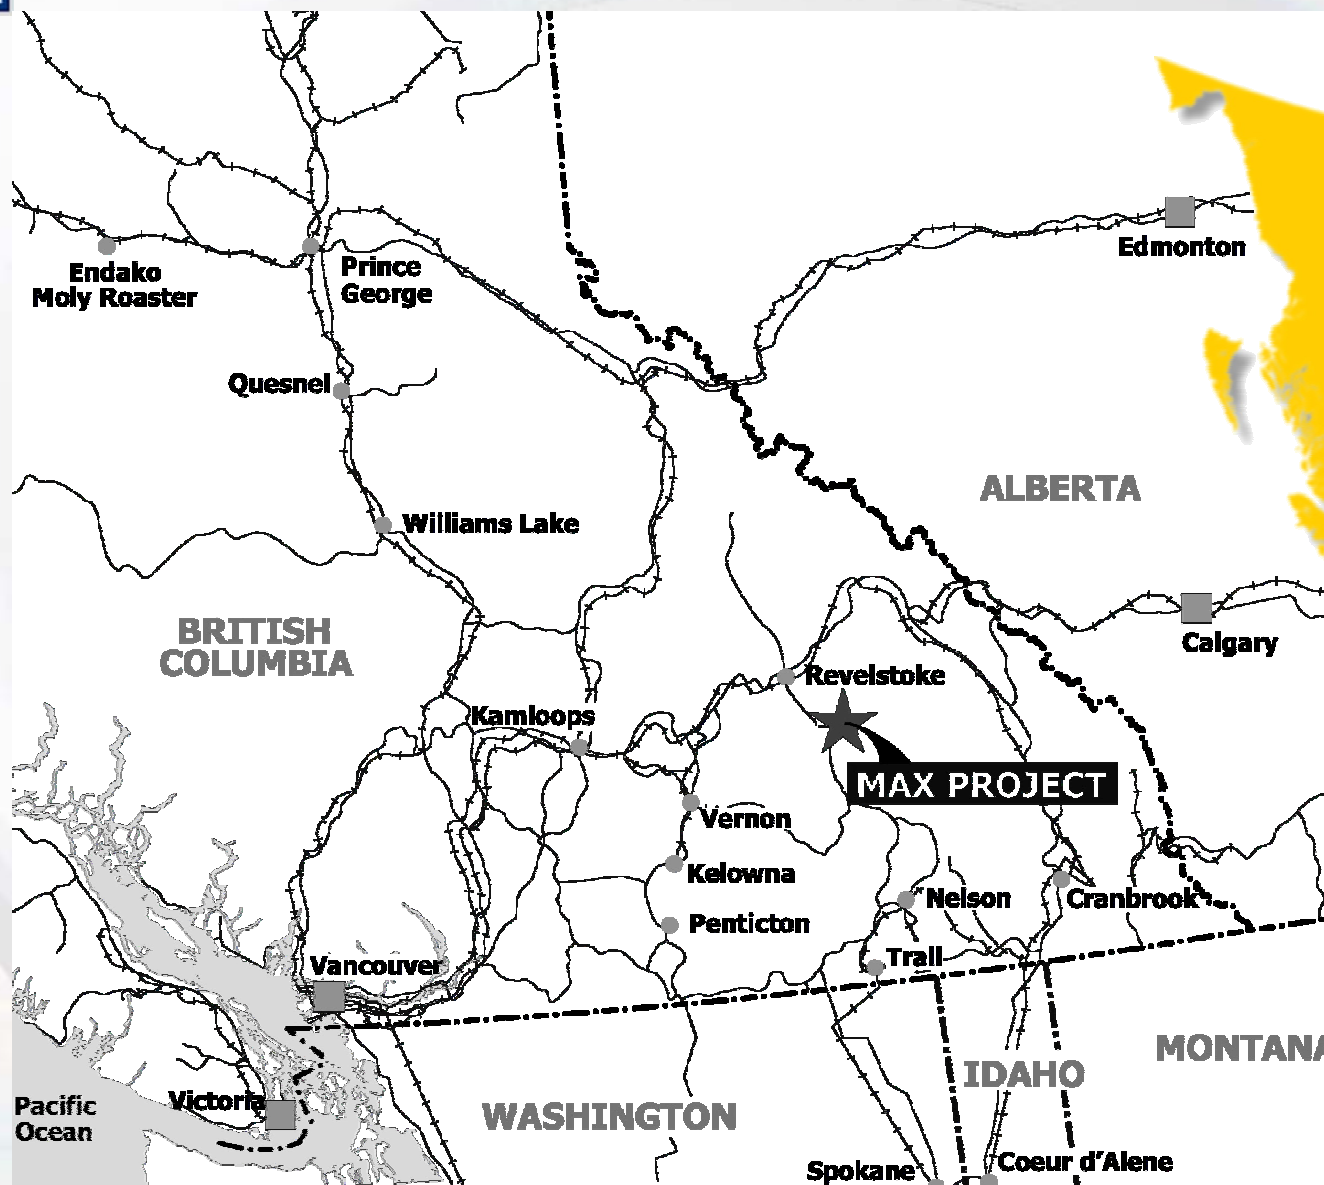 Edmonton
Endako
Moly Roaster
Prince
George
Quesnel
ALBERTA
Williams Lake
BRITISH
COLUMBIA
Calgary
Revelstoke
Kamloops
MAX PROJECT
Vernon
Kelowna
Nelson
Cranbrook
Penticton
Trail
Vancouver
MONTANA
IDAHO
Victoria
Pacific
Ocean
WASHINGTON
Spokane
Coeur d'Alene